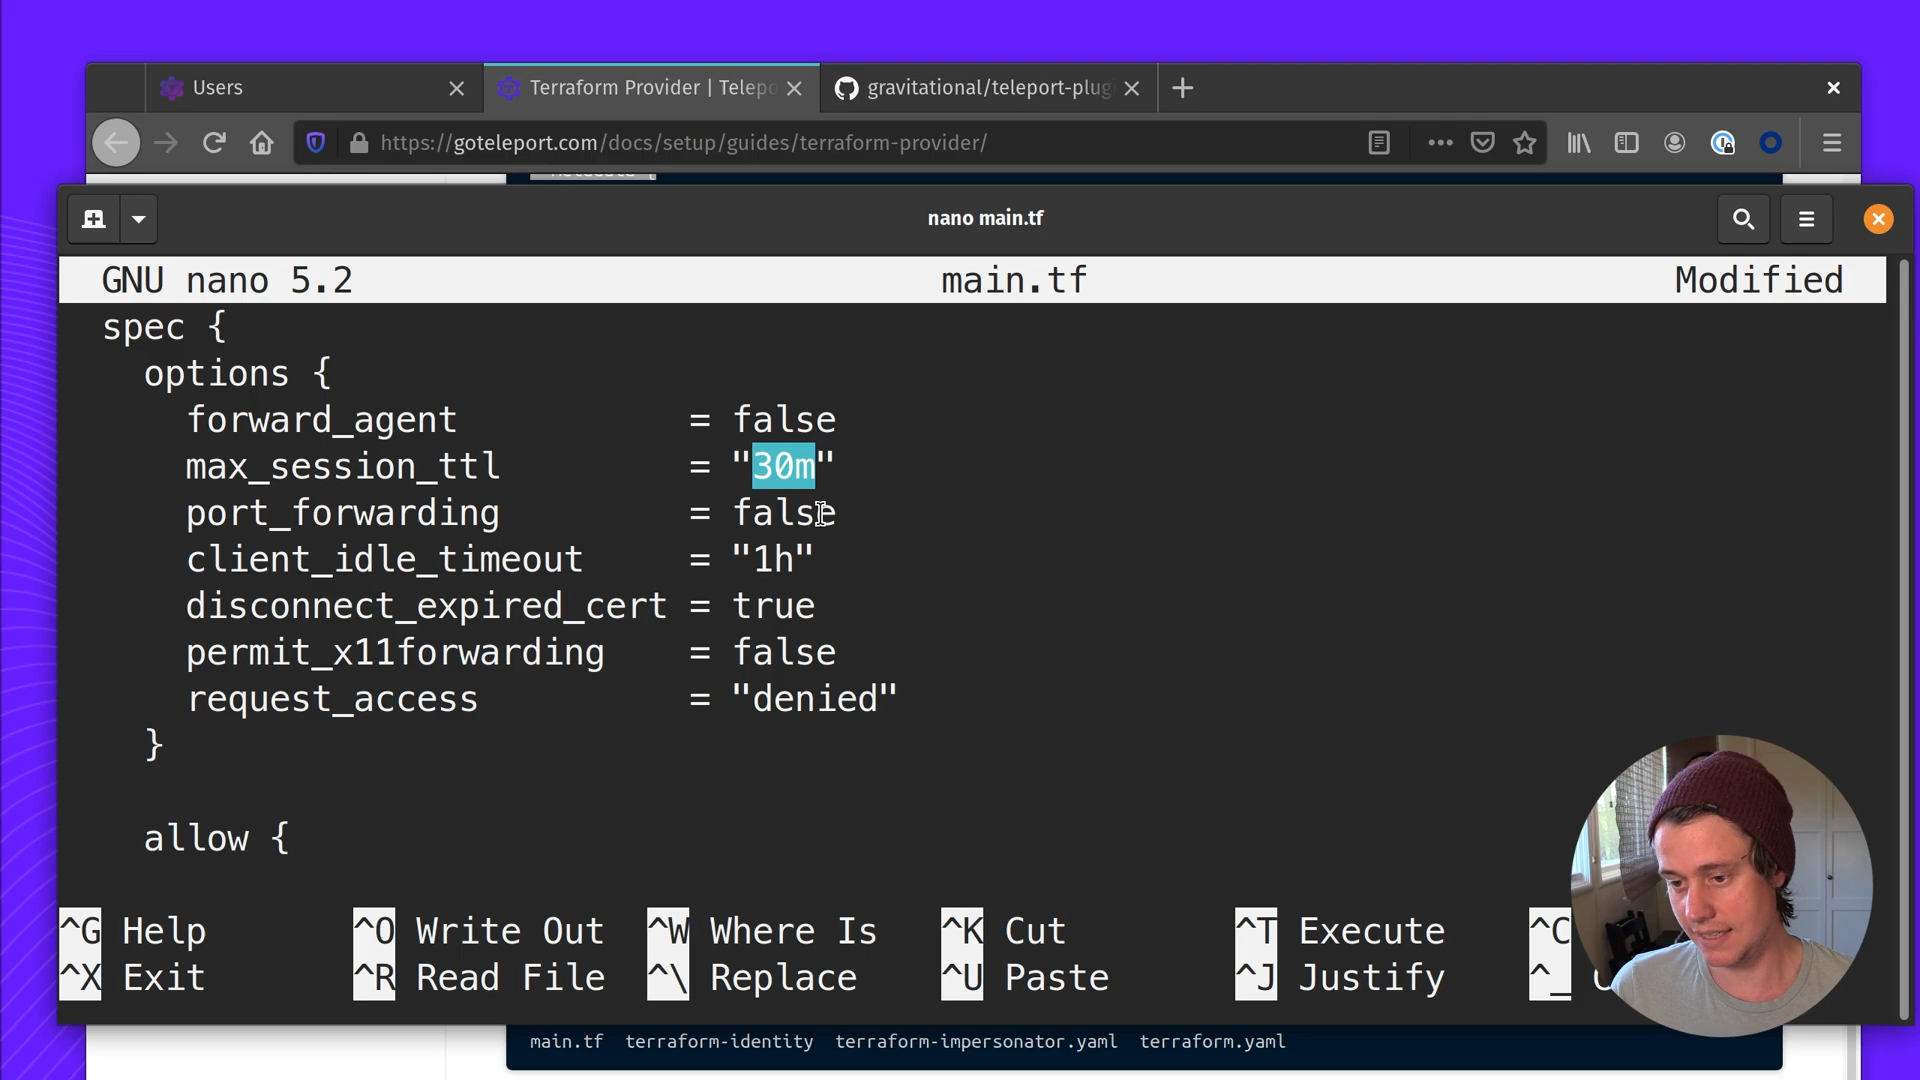 Users
Terraform Provider | Telepo
gravitational/teleport-plug
https://goteleport.com/docs/setup/guides/terraform-provider/
nano main.tf
GNU nano 5.2 main.tf Modified
spec {
options {
forward_agent = false
max_session_ttl = "30m"
port_forwarding = false
client_idle_timeout = "1h"
disconnect_expired_cert = true
permit_x11forwarding = false
request_access = "denied"
}
allow {
^G Help ^O Write Out ^W Where Is ^K Cut ^T Execute ^C
^X Exit ^R Read File ^\ Replace ^U Paste ^J Justify ^_
main.tf terraform-identity terraform-impersonator.yaml terraform.yaml